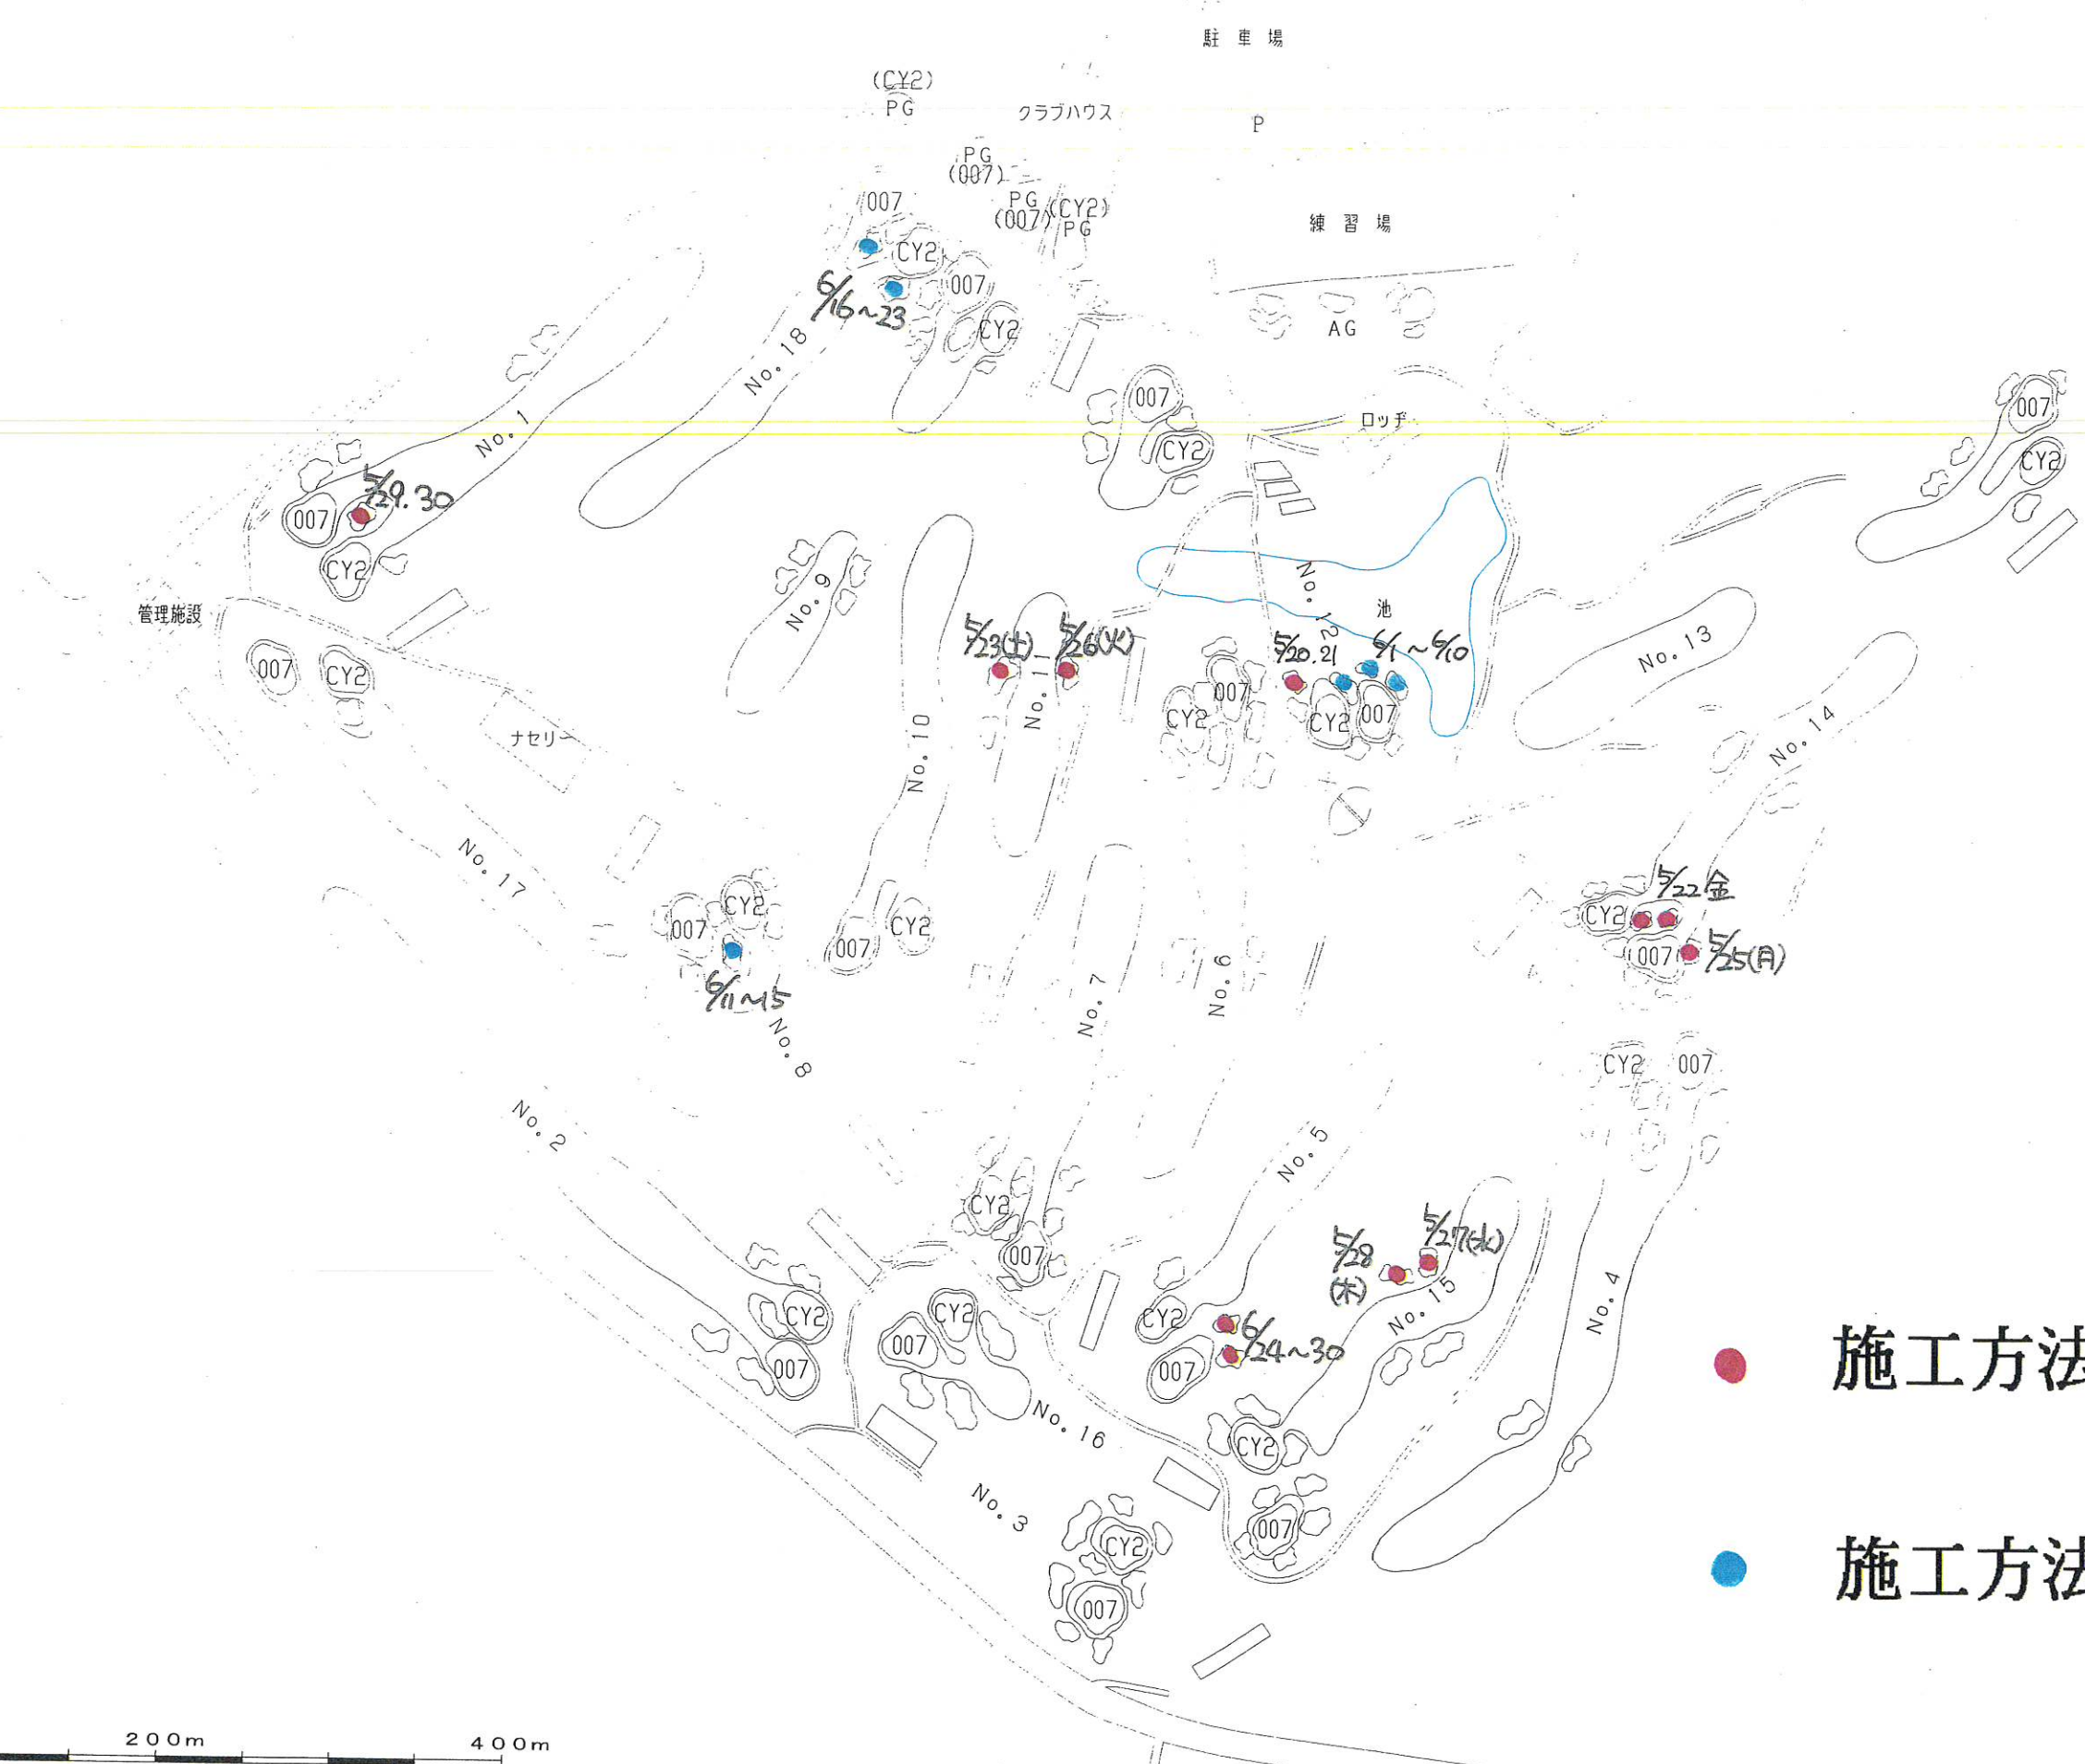 駐車場
(CY2)
PG
クラブハウス
P
PG
(007)
007
PG
(007)
(CY2)
PG
練習場
CY2
007
6/16~23
CY2
AG
No. 18
007
007
ロッヂ
No. 1
CY2
CY2
5/29.30
007
CY2
No. 9
No. 12
池
管理施設
5/23(土)
5/26(火)
5/20.21
6/1~6/10
No. 13
007
CY2
No. 11
007
CY2
CY2
007
No. 14
ナセリー
No. 10
No. 17
5/22金
CY2
007
CY2
007
CY2
007
5/25(月)
6/11~15
No. 7
No. 6
No. 8
CY2
007
No. 2
No. 5
CY2
007
5/27(水)
5/28
(木)
No. 15
No. 4
CY2
CY2
CY2
007
6/24~30
007
007
施工方法
No. 16
CY2
No. 3
007
CY2
施工方法
007
200m
400m